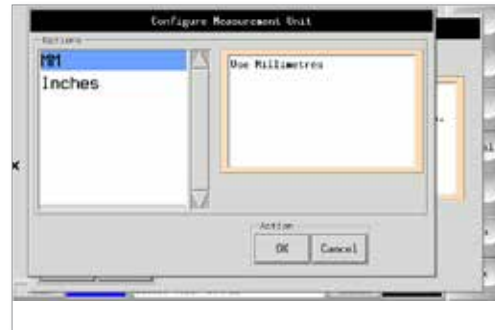 Configure Measurement Unit
Options
MM
Inches
Use Millimetres
Action
OK
Cancel